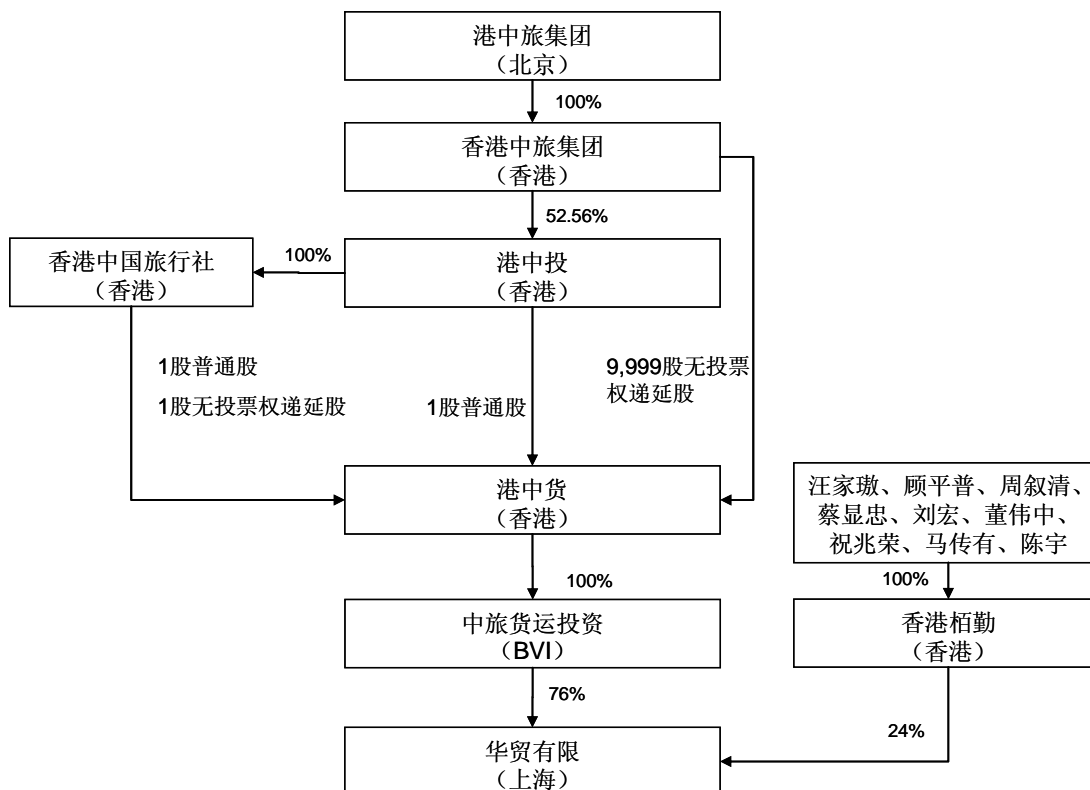 港中旅集团
（北京）
100%
香港中旅集团
（香港）
52.56%
香港中国旅行社
（香港）
100%
港中投
（香港）
1股普通股
1股无投票权递延股
1股普通股
9,999股无投票
权递延股
港中货
（香港）
汪家璈、顾平普、周叙清、
蔡显忠、刘宏、董伟中、
祝兆荣、马传有、陈宇
100%
100%
中旅货运投资
（BVI）
香港栢勤
（香港）
76%
24%
华贸有限
（上海）